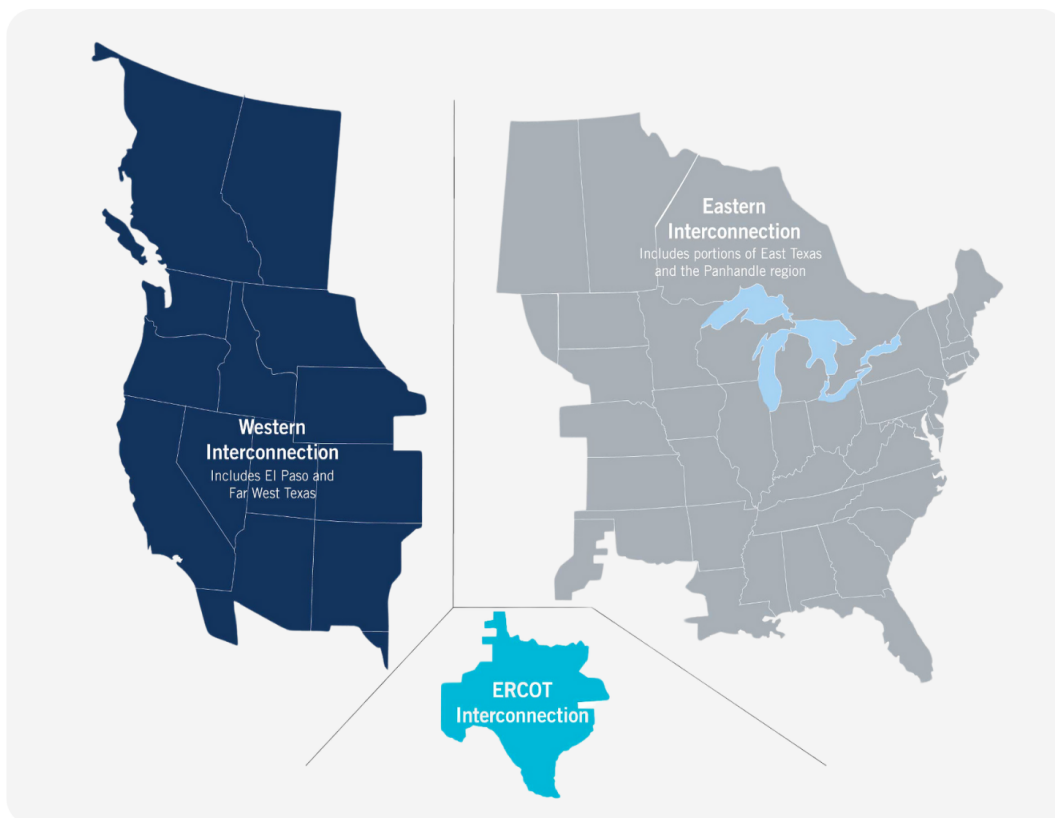 Western
Interconnection
Includes El Paso and
Far West Texas
Eastern
Interconnection
Includes portions of East Texas
and the Panhandle region
ERCOT
Interconnection